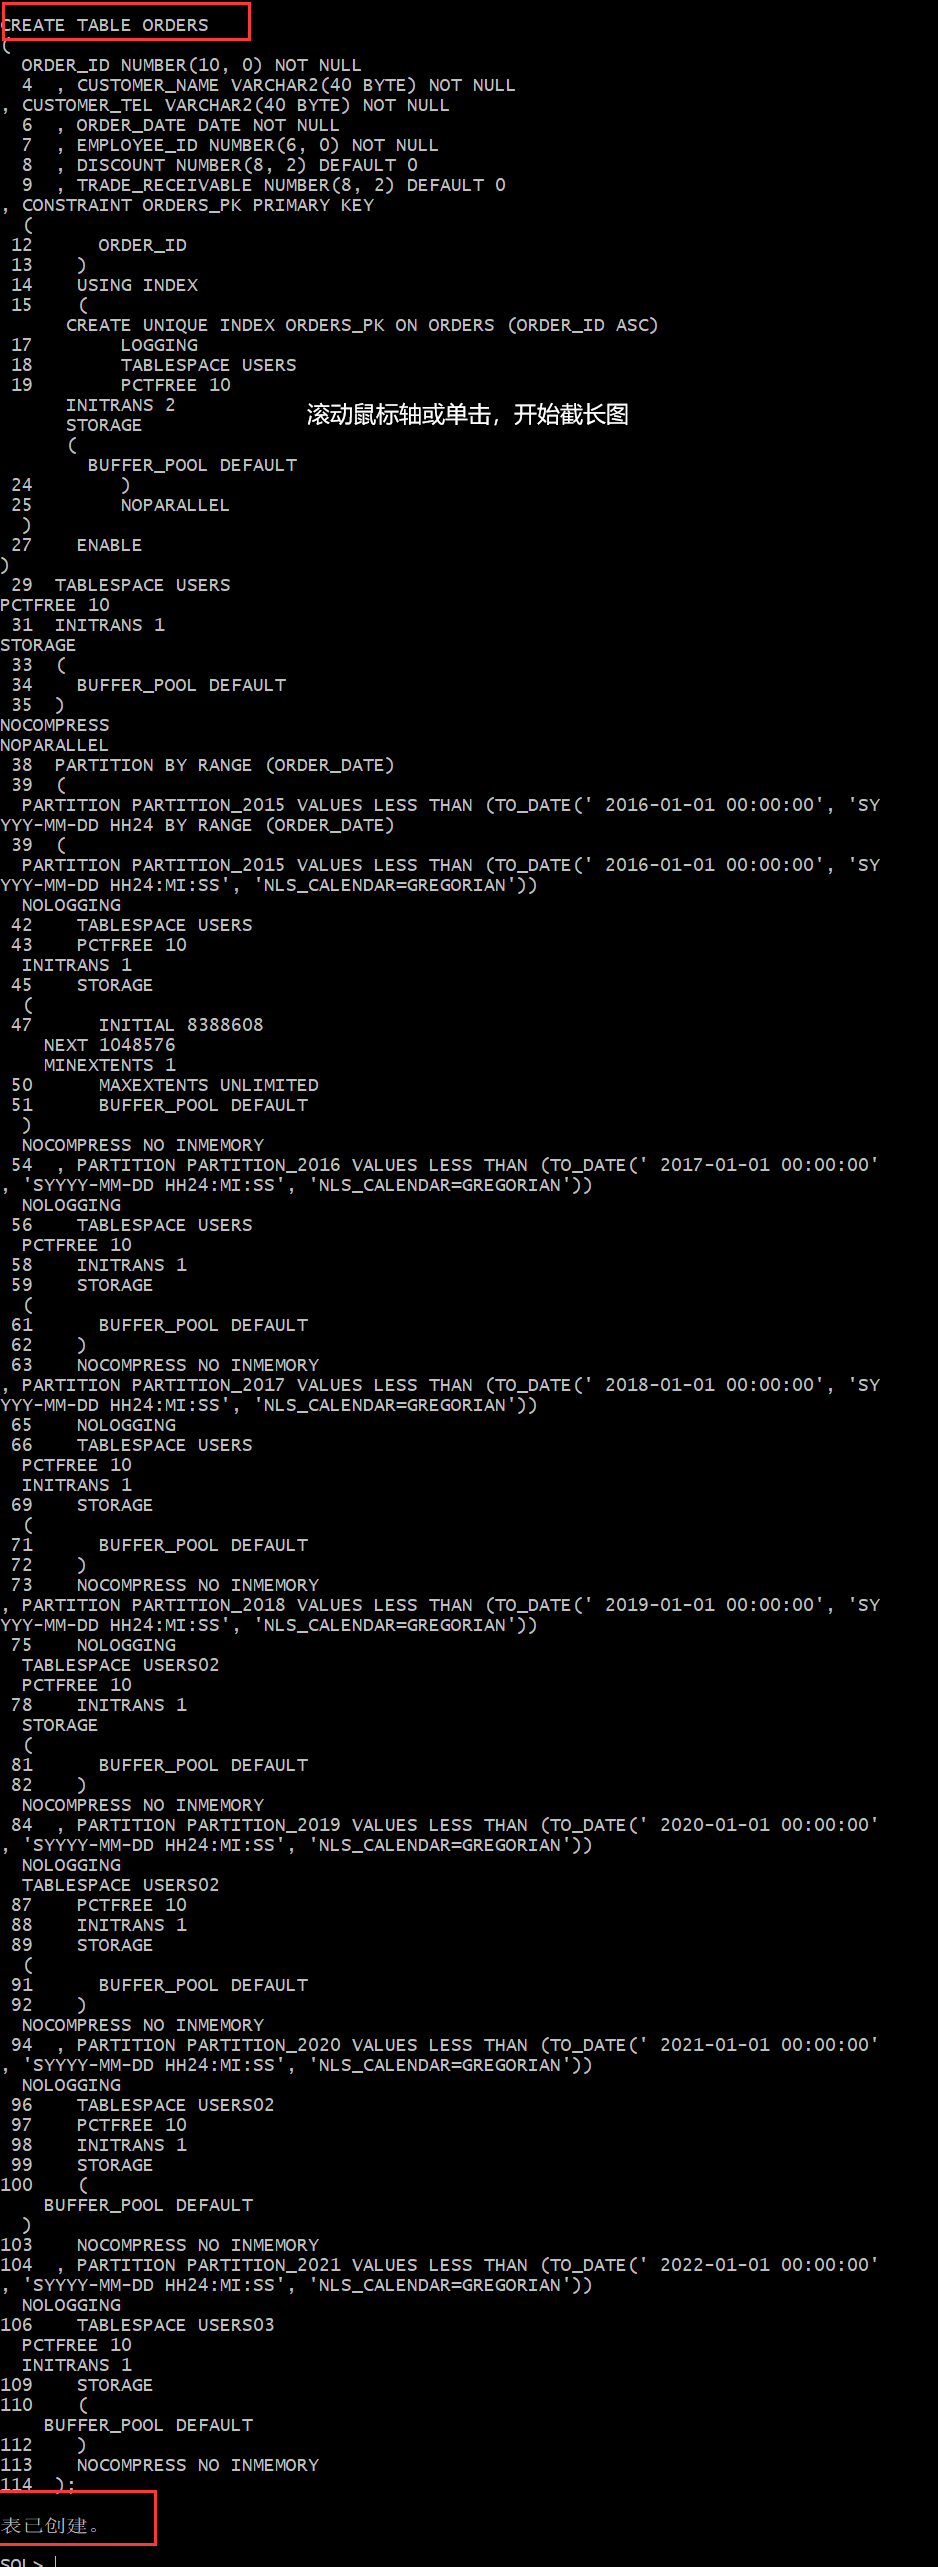 CREATE TABLE ORDERS
(
  ORDER_ID NUMBER(10, 0) NOT NULL
  4  , CUSTOMER_NAME VARCHAR2(40 BYTE) NOT NULL
, CUSTOMER_TEL VARCHAR2(40 BYTE) NOT NULL
  6  , ORDER_DATE DATE NOT NULL
  7  , EMPLOYEE_ID NUMBER(6, 0) NOT NULL
  8  , DISCOUNT NUMBER(8, 2) DEFAULT 0
  9  , TRADE_RECEIVABLE NUMBER(8, 2) DEFAULT 0
, CONSTRAINT ORDERS_PK PRIMARY KEY
  (
 12      ORDER_ID
 13    )
 14    USING INDEX
 15    (
      CREATE UNIQUE INDEX ORDERS_PK ON ORDERS (ORDER_ID ASC)
 17        LOGGING
 18        TABLESPACE USERS
 19        PCTFREE 10
      INITRANS 2
滚动鼠标轴或单击，开始截长图
      STORAGE
      (
        BUFFER_POOL DEFAULT
 24        )
 25        NOPARALLEL
  )
 27    ENABLE
)
 29  TABLESPACE USERS
PCTFREE 10
 31  INITRANS 1
STORAGE
 33  (
 34    BUFFER_POOL DEFAULT
 35  )
NOCOMPRESS
NOPARALLEL
 38  PARTITION BY RANGE (ORDER_DATE)
 39  (
  PARTITION PARTITION_2015 VALUES LESS THAN (TO_DATE(' 2016-01-01 00:00:00', 'SY
YYY-MM-DD HH24 BY RANGE (ORDER_DATE)
 39  (
  PARTITION PARTITION_2015 VALUES LESS THAN (TO_DATE(' 2016-01-01 00:00:00', 'SY
YYY-MM-DD HH24:MI:SS', 'NLS_CALENDAR=GREGORIAN'))
  NOLOGGING
 42    TABLESPACE USERS
 43    PCTFREE 10
  INITRANS 1
 45    STORAGE
  (
 47      INITIAL 8388608
    NEXT 1048576
    MINEXTENTS 1
 50      MAXEXTENTS UNLIMITED
 51      BUFFER_POOL DEFAULT
  )
  NOCOMPRESS NO INMEMORY
 54  , PARTITION PARTITION_2016 VALUES LESS THAN (TO_DATE(' 2017-01-01 00:00:00'
, 'SYYYY-MM-DD HH24:MI:SS', 'NLS_CALENDAR=GREGORIAN'))
  NOLOGGING
 56    TABLESPACE USERS
  PCTFREE 10
 58    INITRANS 1
 59    STORAGE
  (
 61      BUFFER_POOL DEFAULT
 62    )
 63    NOCOMPRESS NO INMEMORY
, PARTITION PARTITION_2017 VALUES LESS THAN (TO_DATE(' 2018-01-01 00:00:00', 'SY
YYY-MM-DD HH24:MI:SS', 'NLS_CALENDAR=GREGORIAN'))
 65    NOLOGGING
 66    TABLESPACE USERS
  PCTFREE 10
  INITRANS 1
 69    STORAGE
  (
 71      BUFFER_POOL DEFAULT
 72    )
 73    NOCOMPRESS NO INMEMORY
, PARTITION PARTITION_2018 VALUES LESS THAN (TO_DATE(' 2019-01-01 00:00:00', 'SY
YYY-MM-DD HH24:MI:SS', 'NLS_CALENDAR=GREGORIAN'))
 75    NOLOGGING
  TABLESPACE USERS02
  PCTFREE 10
 78    INITRANS 1
  STORAGE
  (
 81      BUFFER_POOL DEFAULT
 82    )
  NOCOMPRESS NO INMEMORY
 84  , PARTITION PARTITION_2019 VALUES LESS THAN (TO_DATE(' 2020-01-01 00:00:00'
, 'SYYYY-MM-DD HH24:MI:SS', 'NLS_CALENDAR=GREGORIAN'))
  NOLOGGING
  TABLESPACE USERS02
 87    PCTFREE 10
 88    INITRANS 1
 89    STORAGE
  (
 91      BUFFER_POOL DEFAULT
 92    )
  NOCOMPRESS NO INMEMORY
 94  , PARTITION PARTITION_2020 VALUES LESS THAN (TO_DATE(' 2021-01-01 00:00:00'
, 'SYYYY-MM-DD HH24:MI:SS', 'NLS_CALENDAR=GREGORIAN'))
  NOLOGGING
 96    TABLESPACE USERS02
 97    PCTFREE 10
 98    INITRANS 1
 99    STORAGE
100    (
    BUFFER_POOL DEFAULT
  )
103    NOCOMPRESS NO INMEMORY
104  , PARTITION PARTITION_2021 VALUES LESS THAN (TO_DATE(' 2022-01-01 00:00:00'
, 'SYYYY-MM-DD HH24:MI:SS', 'NLS_CALENDAR=GREGORIAN'))
  NOLOGGING
106    TABLESPACE USERS03
  PCTFREE 10
  INITRANS 1
109    STORAGE
110    (
    BUFFER_POOL DEFAULT
112    )
113    NOCOMPRESS NO INMEMORY
114  );
表已创建。
SQL>